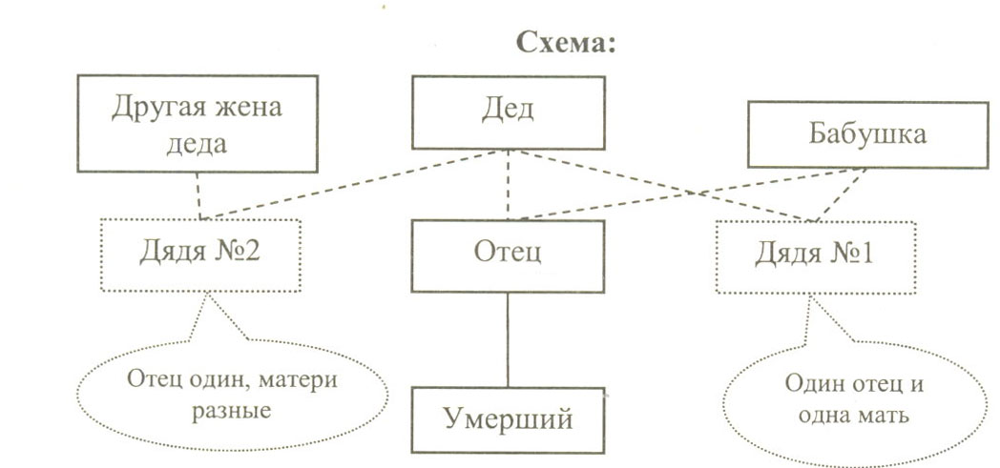 Схема:
Другая жена
деда
Дед
Бабушка
Дядя №2
Отец
Дядя №1
Отец один, матери
разные
Умерший
Один отец и
одна мать